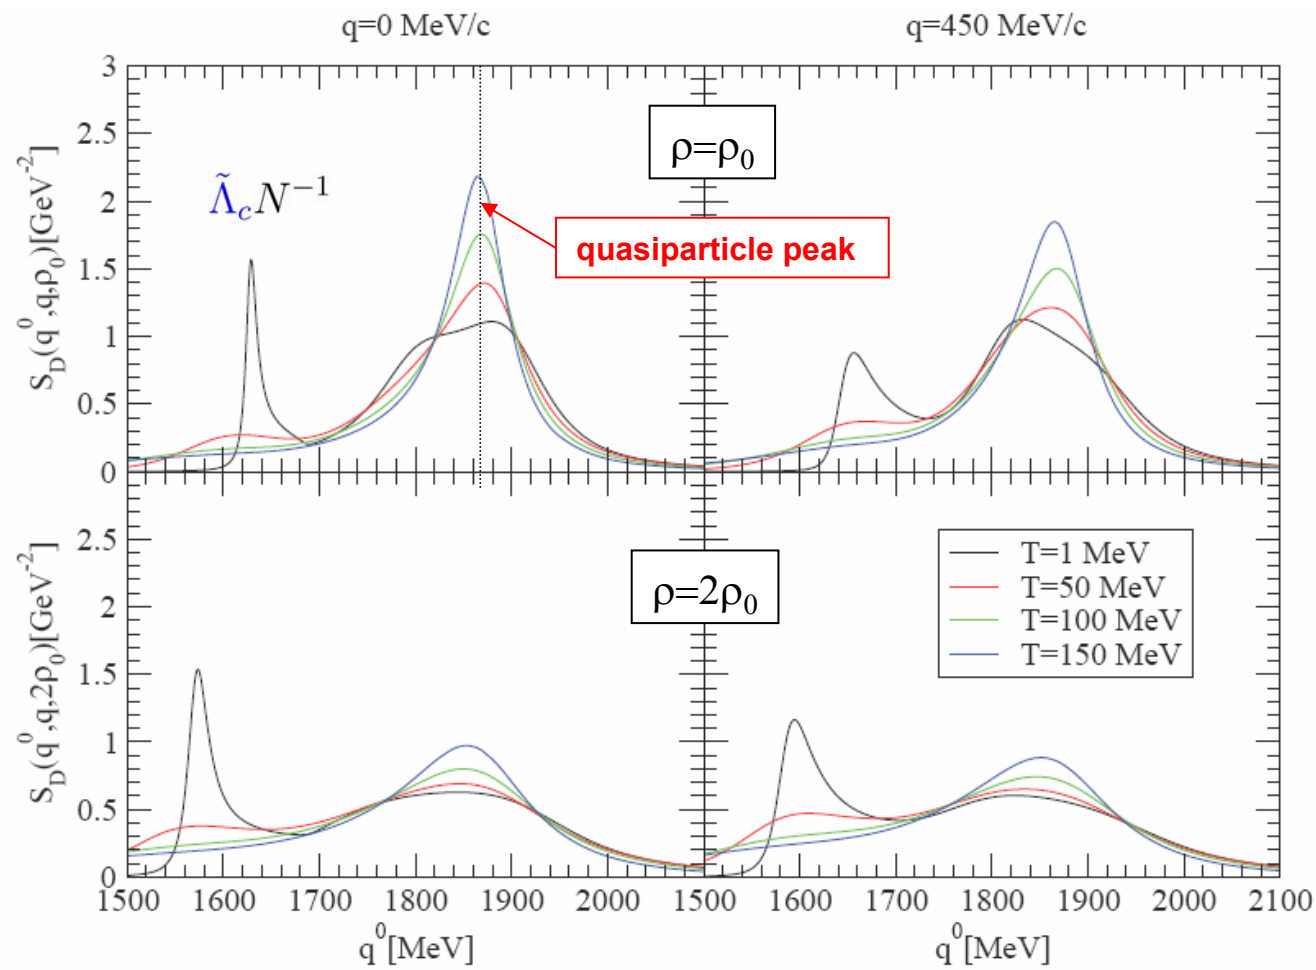 q=0 MeV/c
q=450 MeV/c
3
2.5
2
1.5
1
0.5
0
S_D(q^0,q,ρ_0)[GeV^-2]
ρ=ρ_0
Λ̃_c N^-1
quasiparticle peak
2.5
2
1.5
1
0.5
0
S_D(q^0,q,2ρ_0)[GeV^-2]
ρ=2ρ_0
T=1 MeV
T=50 MeV
T=100 MeV
T=150 MeV
1500 1600 1700 1800 1900 2000 1500 1600 1700 1800 1900 2000 2100
q^0[MeV]
q^0[MeV]